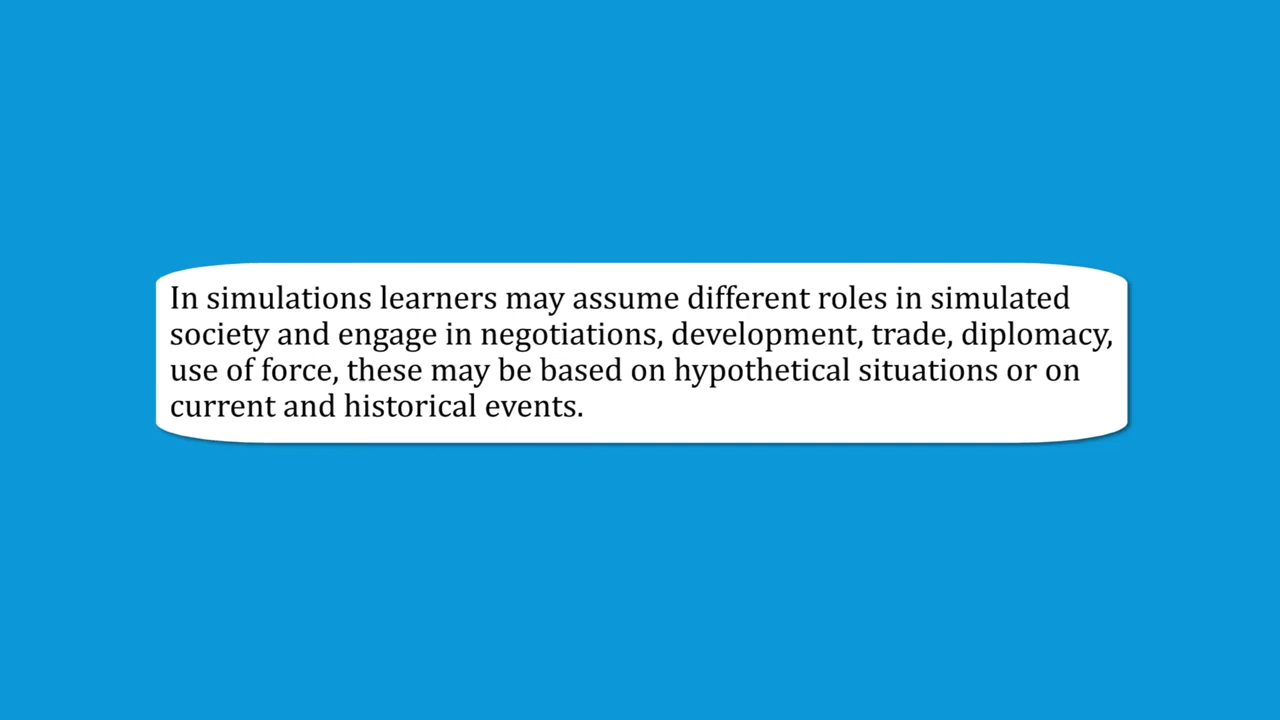 In simulations learners may assume different roles in simulated
society and engage in negotiations, development, trade, diplomacy,
use of force, these may be based on hypothetical situations or on
current and historical events.